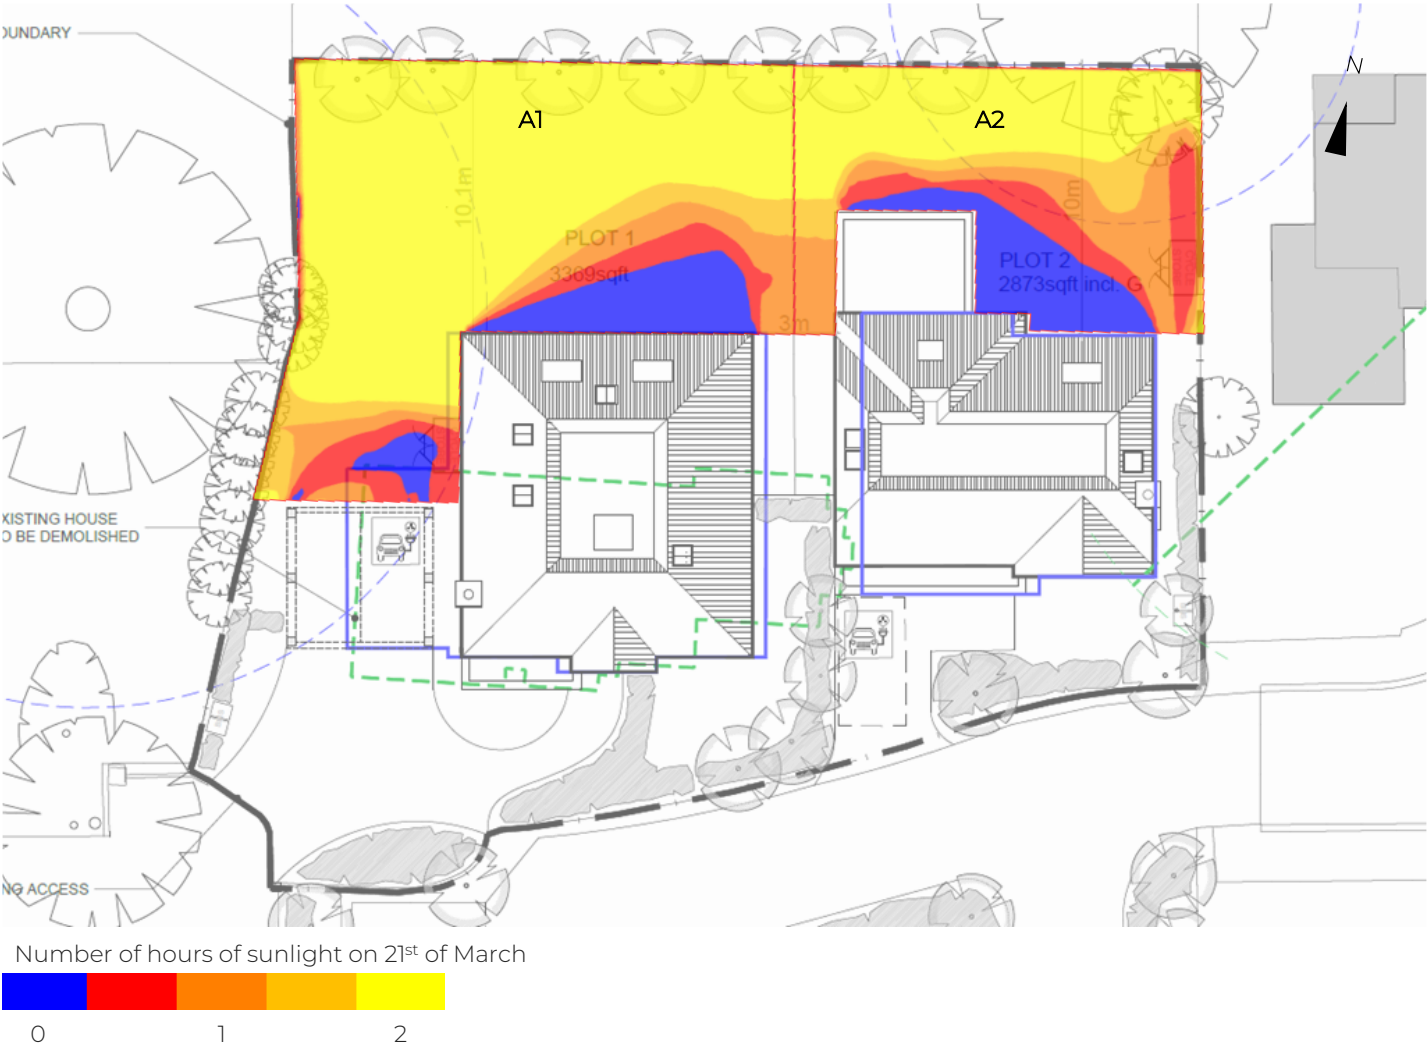 OUNDARY
N
A1
A2
10.1m
10m
PLOT 1
3369sqft
PLOT 2
2873sqft incl. G
3m
XISTING HOUSE
O BE DEMOLISHED
NG ACCESS
Number of hours of sunlight on 21st of March
0 1 2